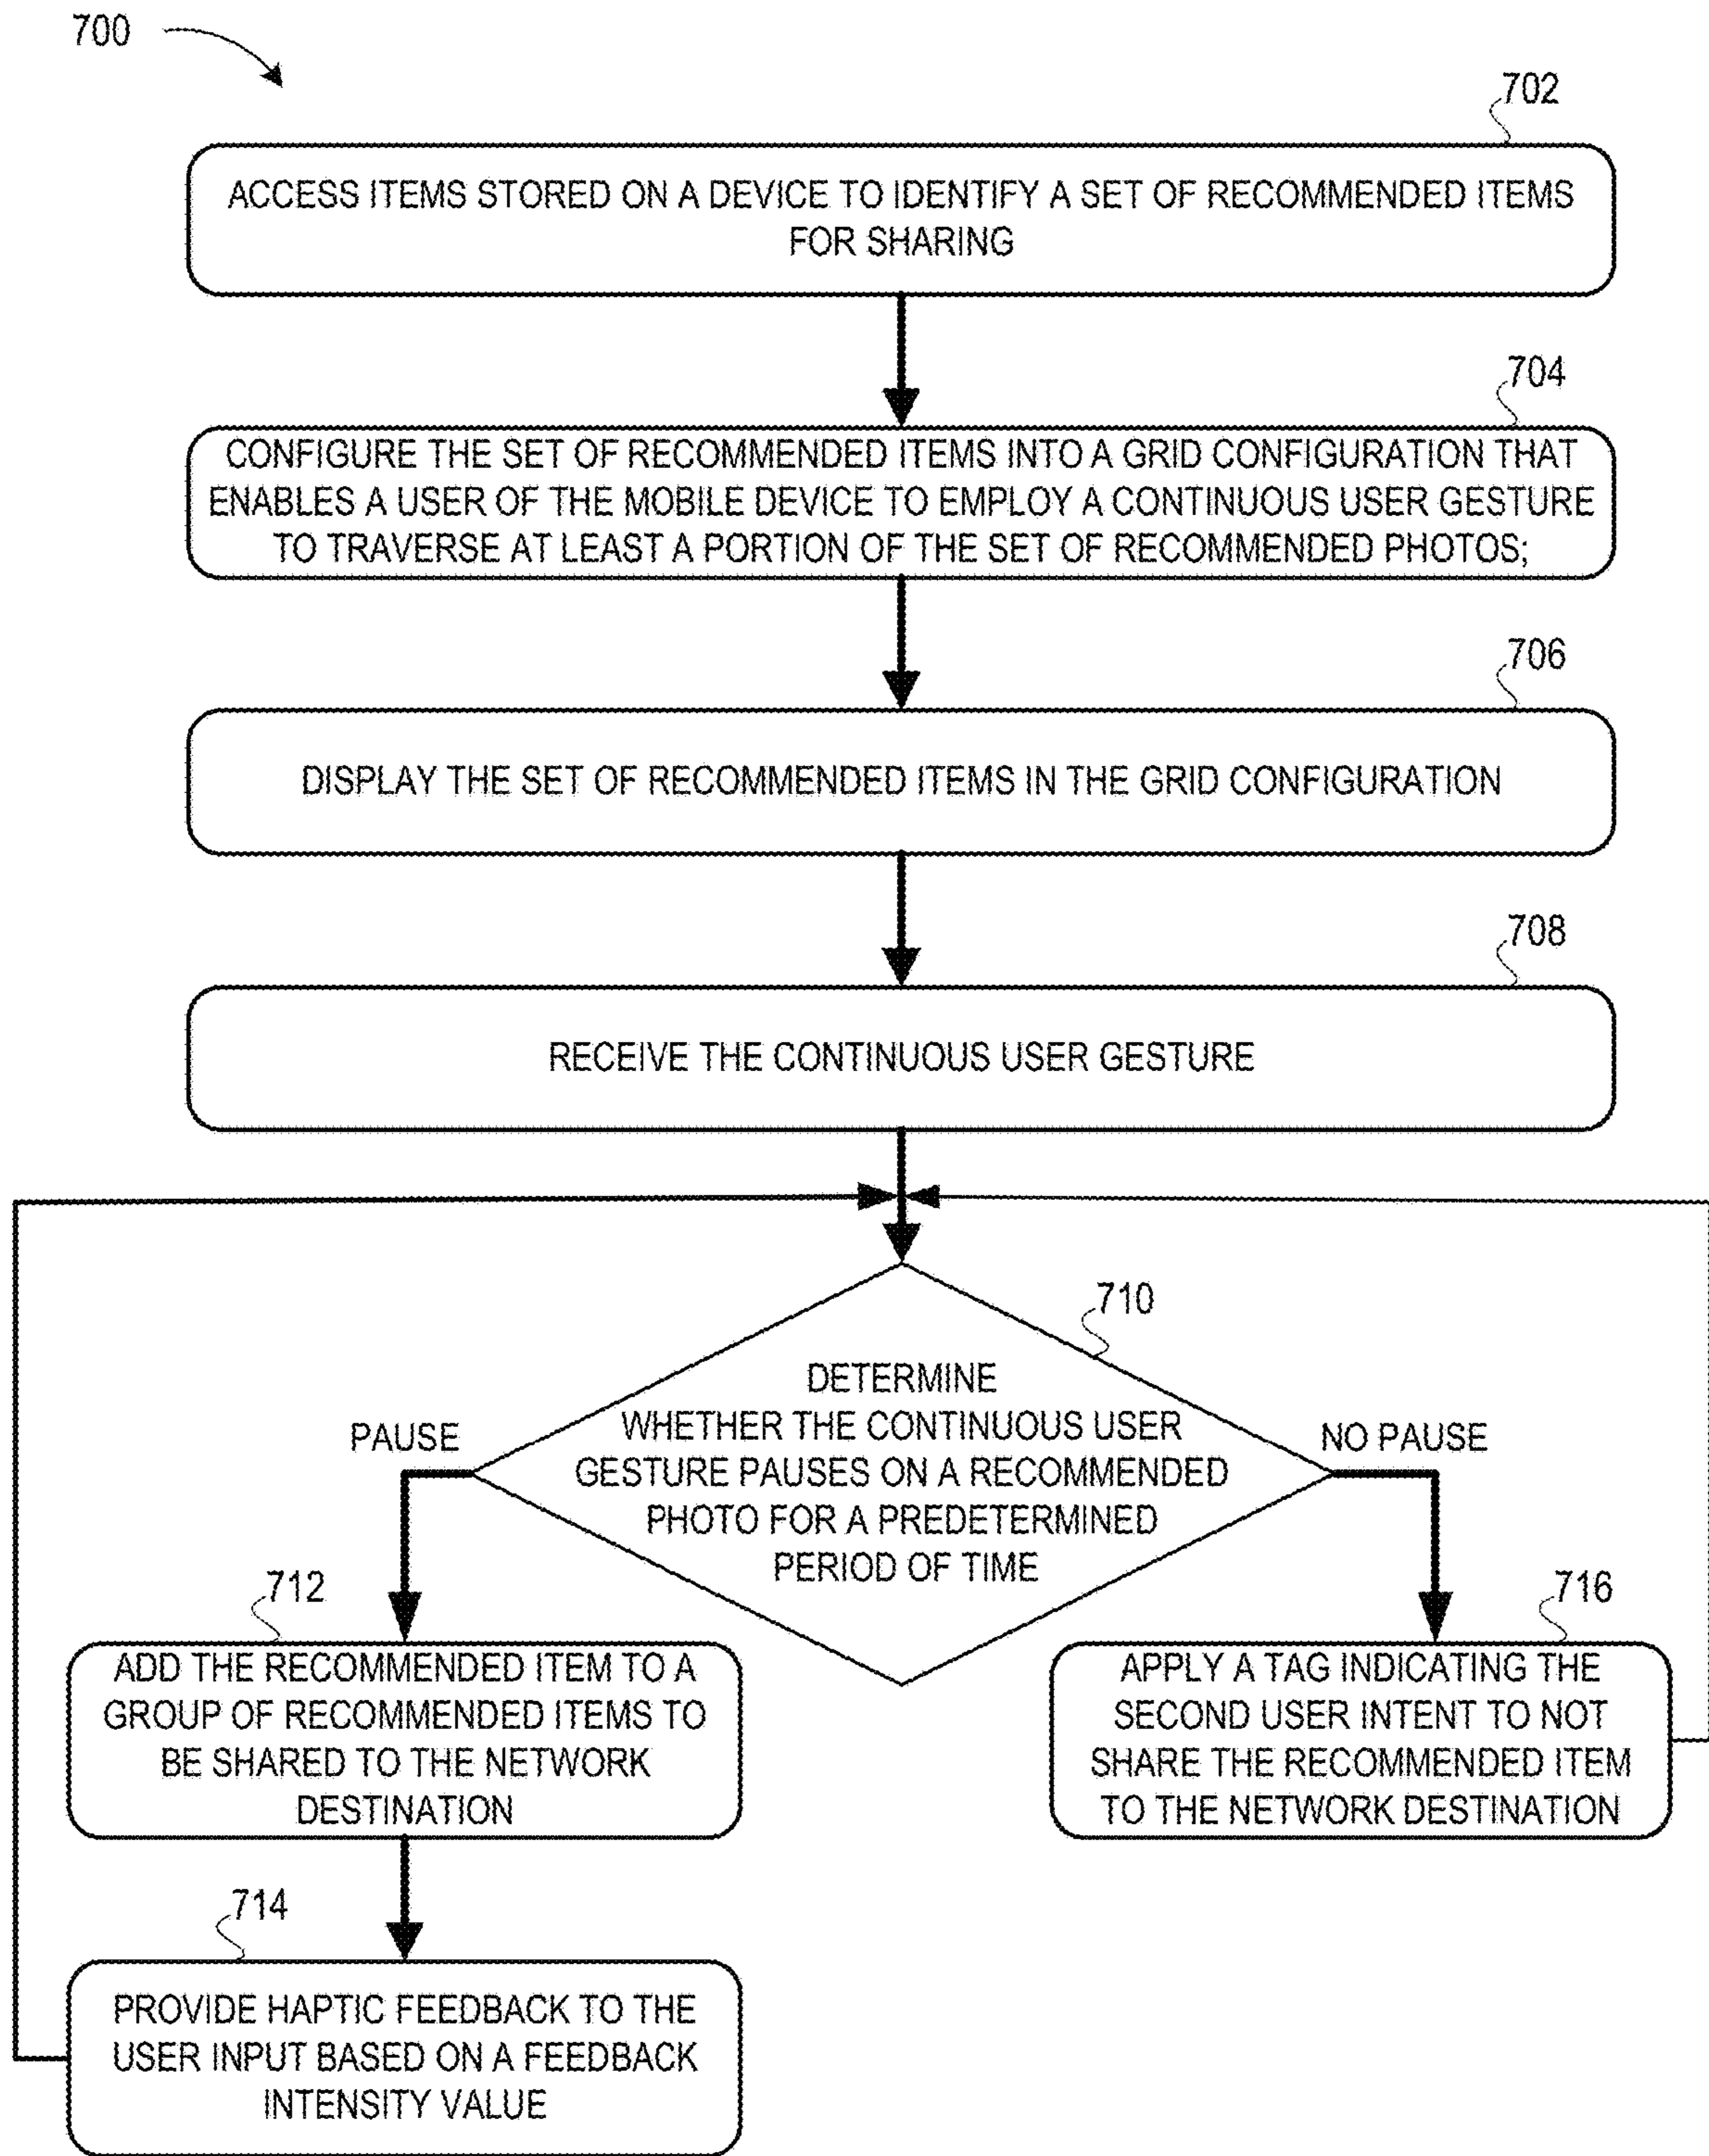 700
702
ACCESS ITEMS STORED ON A DEVICE TO IDENTIFY A SET OF RECOMMENDED ITEMS
FOR SHARING
704
CONFIGURE THE SET OF RECOMMENDED ITEMS INTO A GRID CONFIGURATION THAT
ENABLES A USER OF THE MOBILE DEVICE TO EMPLOY A CONTINUOUS USER GESTURE
TO TRAVERSE AT LEAST A PORTION OF THE SET OF RECOMMENDED PHOTOS;
706
DISPLAY THE SET OF RECOMMENDED ITEMS IN THE GRID CONFIGURATION
708
RECEIVE THE CONTINUOUS USER GESTURE
710
DETERMINE
WHETHER THE CONTINUOUS USER
GESTURE PAUSES ON A RECOMMENDED
PHOTO FOR A PREDETERMINED
PERIOD OF TIME
PAUSE
NO PAUSE
712
ADD THE RECOMMENDED ITEM TO A
GROUP OF RECOMMENDED ITEMS TO
BE SHARED TO THE NETWORK
DESTINATION
716
APPLY A TAG INDICATING THE
SECOND USER INTENT TO NOT
SHARE THE RECOMMENDED ITEM
TO THE NETWORK DESTINATION
714
PROVIDE HAPTIC FEEDBACK TO THE
USER INPUT BASED ON A FEEDBACK
INTENSITY VALUE